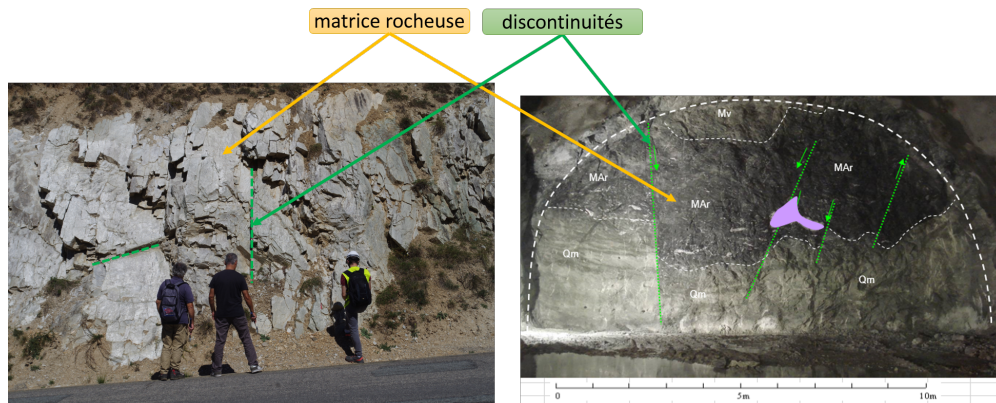 matrice rocheuse
discontinuités
Mv
MAr
MAr
MAr
Qm
Qm
Qm
0
5m
10m